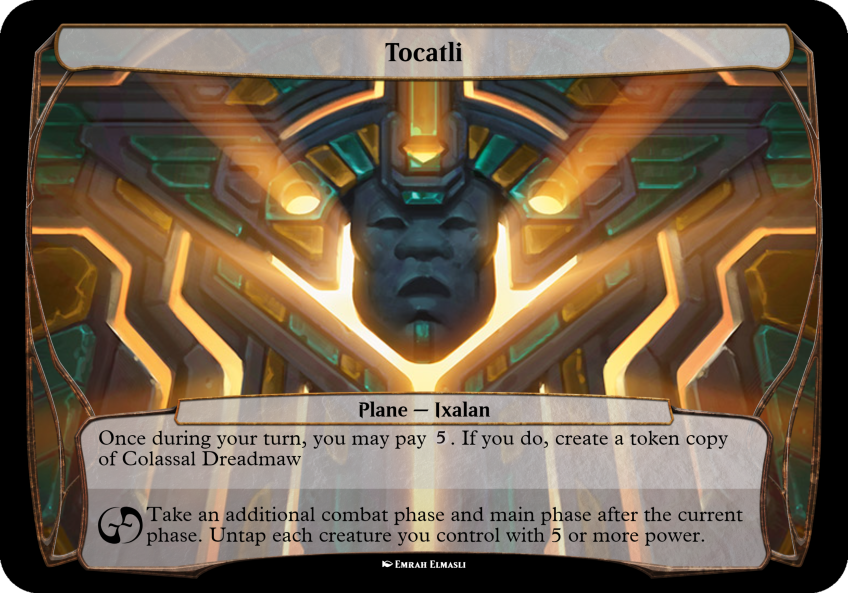 Tocatli
Plane — Ixalan
Once during your turn, you may pay 5. If you do, create a token copy
of Colassal Dreadmaw
Take an additional combat phase and main phase after the current
phase. Untap each creature you control with 5 or more power.
Emrah Elmasli